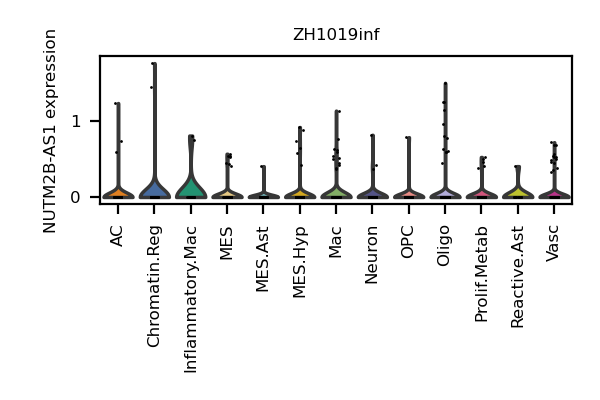 ZH1019inf
NUTM2B-AS1 expression
1
0
AC
Chromatin.Reg
Inflammatory.Mac
MES
MES.Ast
MES.Hyp
Mac
Neuron
OPC
Oligo
Prolif.Metab
Reactive.Ast
Vasc